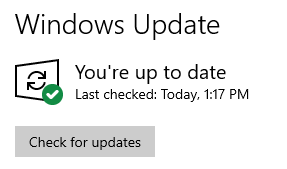 Windows Update
You're up to date
Last checked: Today, 1:17 PM
Check for updates